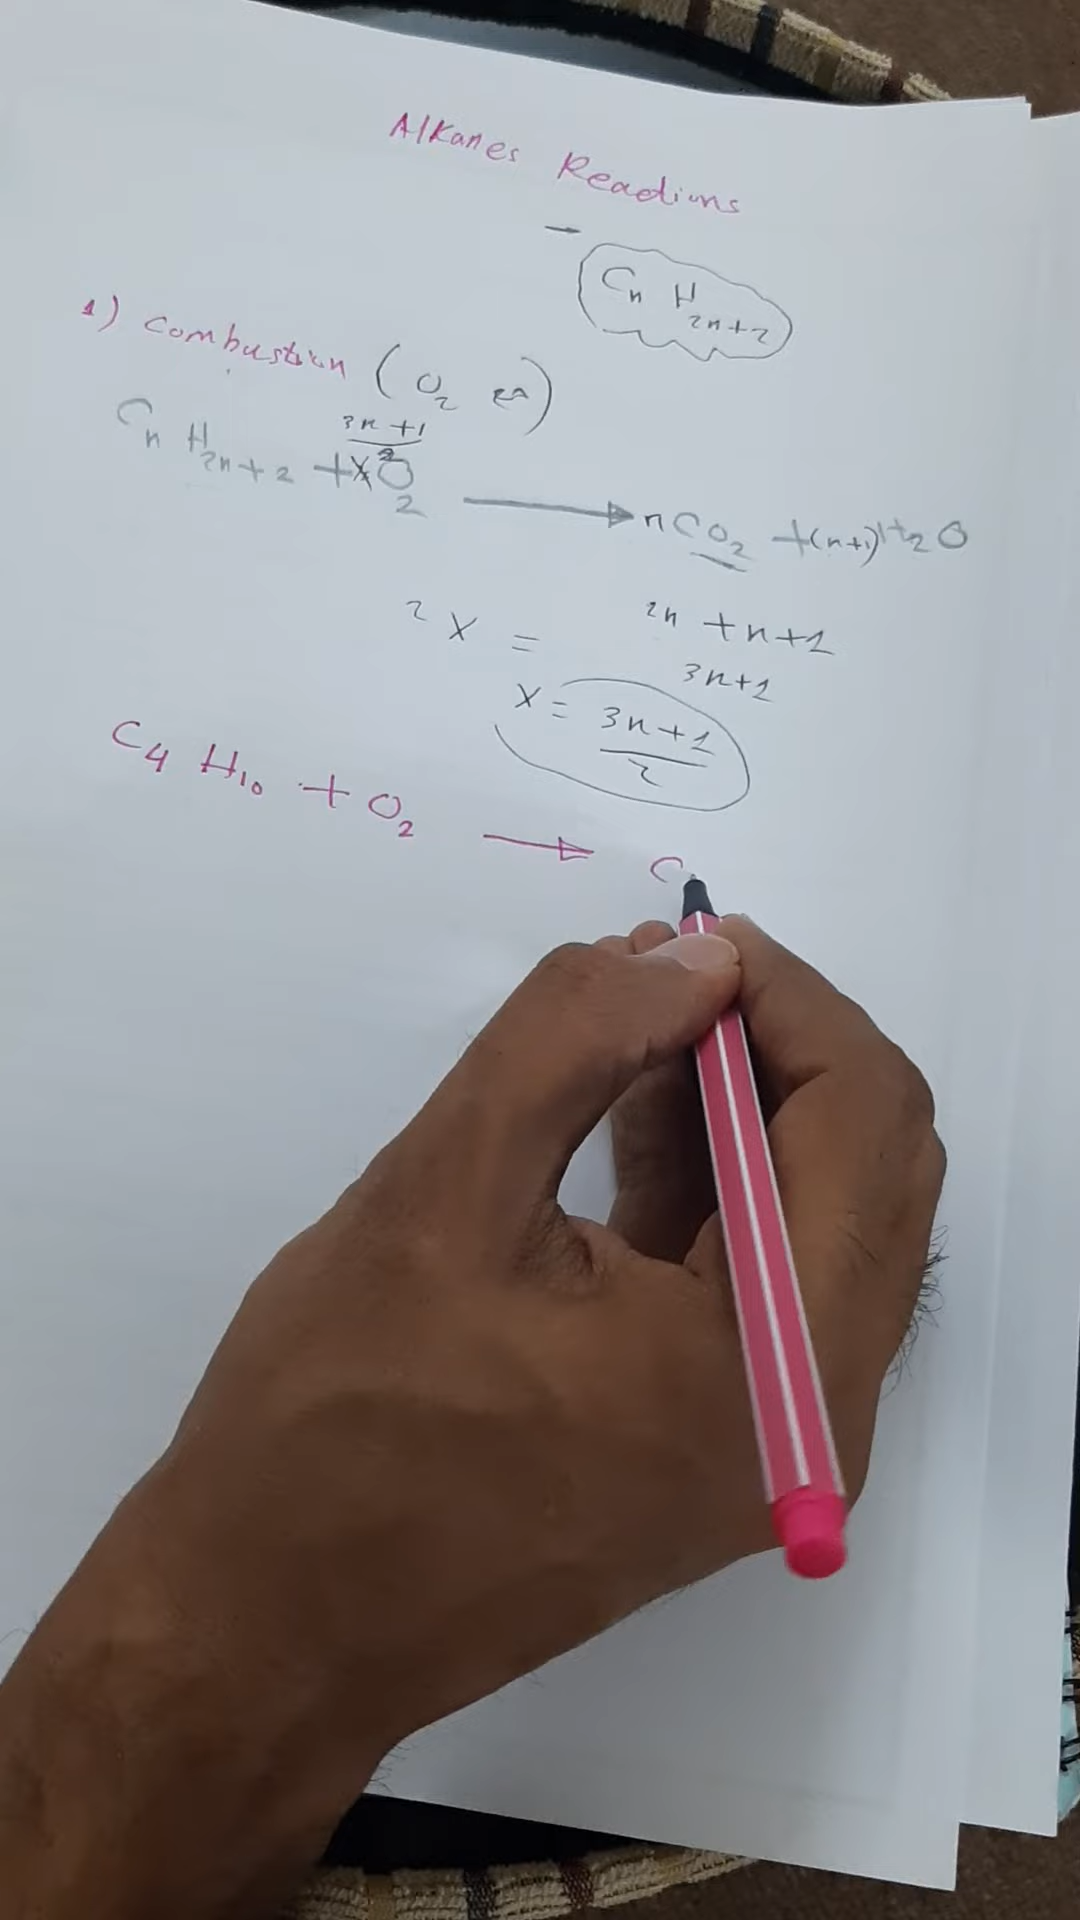 Alkanes Reactions
CnH2n+2
1) Combustion (O2
CnH2n+2 + x 3n+1/2 O2 → nCO2 + (n+1)H2O
2x = 2n + n+1
3n+1
x = 3n+1/2
C4H10 + O2 → C